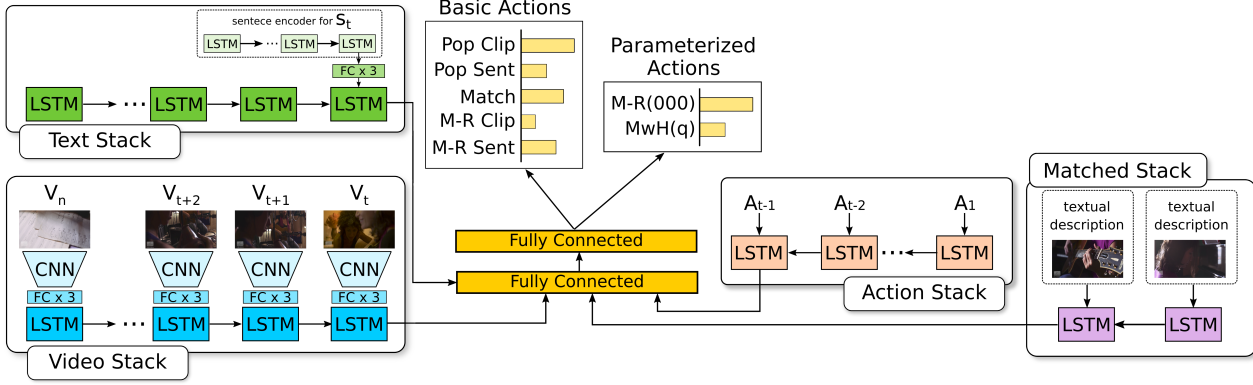 sentece encoder for St
LSTM LSTM LSTM
FC x 3
LSTM ... LSTM LSTM LSTM
Text Stack
Basic Actions
Pop Clip
Pop Sent
Match
M-R Clip
M-R Sent
Parameterized
Actions
M-R(000)
MwH(q)
Vn Vt+2 Vt+1 Vt
CNN CNN CNN CNN
FC x 3 FC x 3 FC x 3 FC x 3
LSTM ... LSTM LSTM LSTM
Video Stack
Fully Connected
Fully Connected
At-1 At-2 A1
LSTM LSTM ... LSTM
Action Stack
Matched Stack
textual
description
textual
description
LSTM LSTM